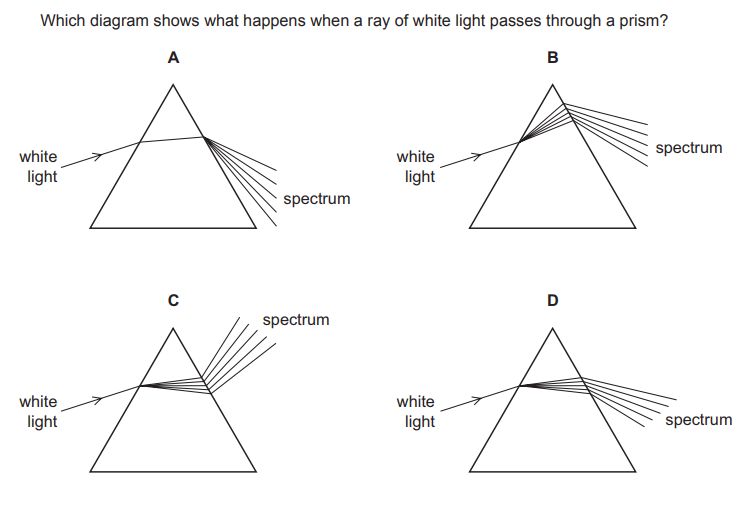 Which diagram shows what happens when a ray of white light passes through a prism?
A
white
light
spectrum
B
white
light
spectrum
C
white
light
spectrum
D
white
light
spectrum